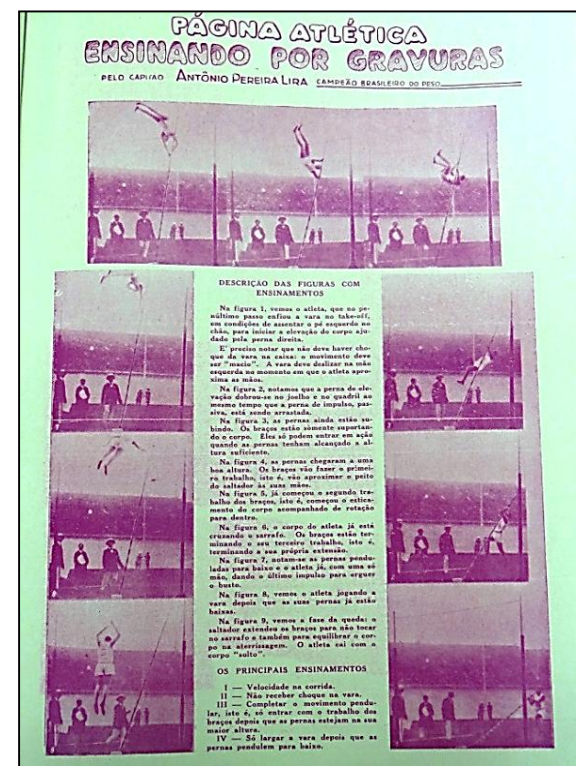 PÁGINA ATLÉTICA
ENSINANDO POR GRAVURAS
PELO CAPITÃO ANTÔNIO PEREIRA LIRA CAMPEÃO BRASILEIRO DO PESO
DESCRIÇÃO DAS FIGURAS COM
ENSINAMENTOS
Na figura 1, vemos o atleta, que no pe-
núltimo passo enfiou a vara no take-off,
em condições de assentar o pé esquerdo no
chão, para iniciar a elevação do corpo aju-
dado pela perna direita.
E' preciso notar que não deve haver cho-
que da vara na caixa: o movimento deve
ser "macio". A vara deve deslizar na mão
esquerda no momento em que o atleta apro-
xima as mãos.
Na figura 2, notamos que a perna de ele-
vação dobrou-se no joelho e no quadril ao
mesmo tempo que a perna de impulso, pas-
siva, está sendo arrastada.
Na figura 3, as pernas ainda estão su-
bindo. Os braços estão sòmente suportan-
do o corpo. Eles só podem entrar em ação
quando as pernas tenham alcançado a al-
tura suficiente.
Na figura 4, as pernas chegaram a uma
boa altura. Os braços vão fazer o primei-
ro trabalho, isto é, vão aproximar o peito
do saltador às suas mãos.
Na figura 5, já começou o segundo tra-
balho dos braços, isto é, começou o estica-
mento do corpo acompanhado de rotação
para dentro.
Na figura 6, o corpo do atleta já está
cruzando o sarrafo. Os braços estão ter-
minando o seu terceiro trabalho, isto é,
terminando a sua própria extensão.
Na figura 7, notam-se as pernas pendu-
ladas para baixo e o atleta já, com uma só
mão, dando o último impulso para erguer
o busto.
Na figura 8, vemos o atleta jogando a
vara depois que as suas pernas já estão
baixas.
Na figura 9, vemos a fase da queda: o
saltador extendeu os braços para não tocar
no sarrafo e também para equilibrar o cor-
po na aterrissagem. O atleta cai com o
corpo "solto".
OS PRINCIPAIS ENSINAMENTOS
I — Velocidade na corrida.
II — Não receber choque na vara.
III — Completar o movimento pendu-
lar, isto é, só entrar com o trabalho dos
braços depois que as pernas estejam na sua
maior altura.
IV — Só largar a vara depois que as
pernas pendulem para baixo.